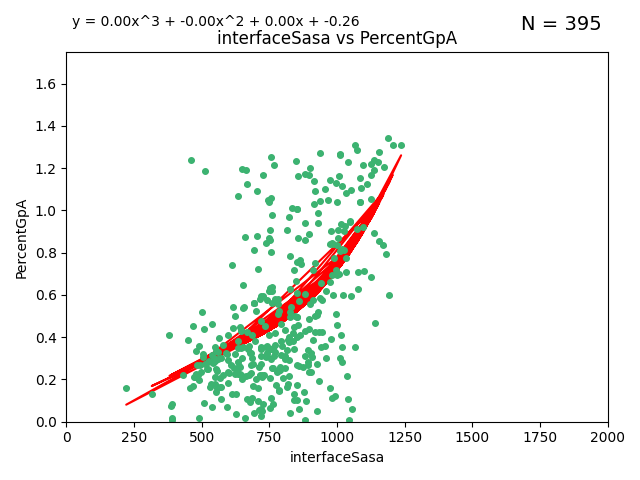 y = 0.00x^3 + -0.00x^2 + 0.00x + -0.26
N = 395
interfaceSasa vs PercentGpA
1.6
1.4
1.2
1.0
0.8
0.6
0.4
0.2
0.0
PercentGpA
0 250 500 750 1000 1250 1500 1750 2000
interfaceSasa